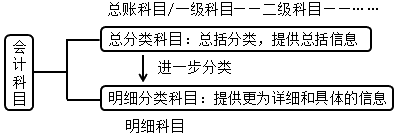 总账科目/一级科目——二级科目——……
会计科目
总分类科目：总括分类，提供总括信息
进一步分类
明细分类科目：提供更为详细和具体的信息
明细科目